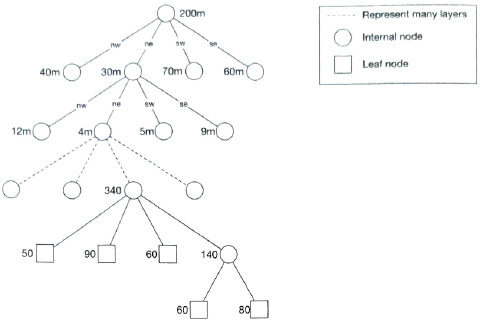 200m
Represent many layers
Internal node
Leaf node
nw ne sw se
40m 30m 70m 60m
nw ne sw se
12m 4m 5m 9m
340
50 90 60 140
60 80